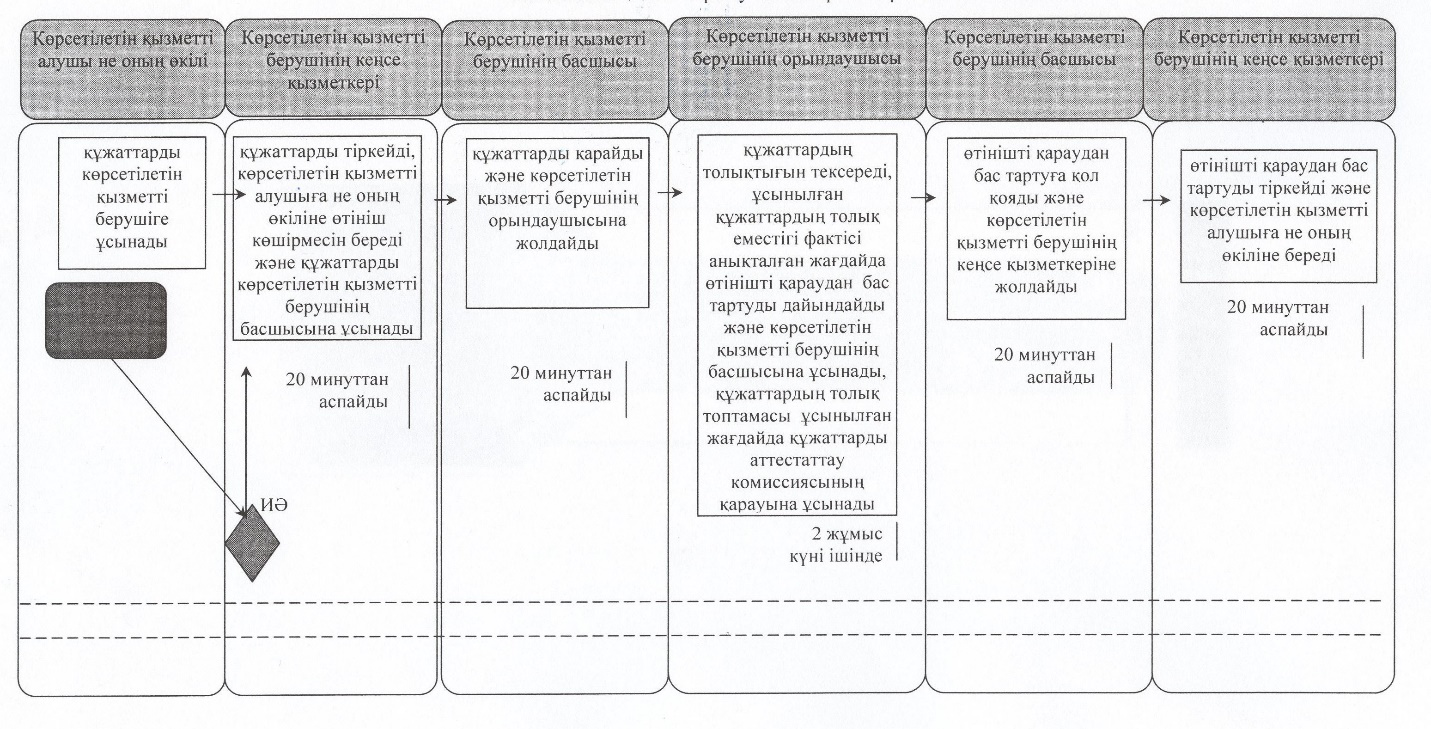 Көрсетілетін қызметті
алушы не оның өкілі
Көрсетілетін қызметті
берушінің кеңсе
қызметкері
Көрсетілетін қызметті
берушінің басшысы
Көрсетілетін қызметті
берушінің орындаушысы
Көрсетілетін қызметті
берушінің басшысы
Көрсетілетін қызметті
берушінің кеңсе қызметкері
құжаттарды
көрсетілетін
қызметті
берушіге
ұсынады
құжаттарды тіркейді,
көрсетілетін қызметті
алушыға не оның
өкіліне өтініш
көшірмесін береді
және құжаттарды
көрсетілетін қызметті
берушінің
басшысына ұсынады
20 минуттан
аспайды
ИӘ
құжаттарды қарайды
және көрсетілетін
қызметті берушінің
орындаушысына
жолдайды
20 минуттан
аспайды
құжаттардың
толықтығын тексереді,
ұсынылған
құжаттардың толық
еместігі фактісі
анықталған жағдайда
өтінішті қараудан бас
тартуды дайындайды
және көрсетілетін
қызметті берушінің
басшысына ұсынады,
құжаттардың толық
топтамасы ұсынылған
жағдайда құжаттарды
аттестаттау
комиссиясының
қарауына ұсынады
2 жұмыс
күні ішінде
өтінішті қараудан
бас тартуға қол
қояды және
көрсетілетін
қызметті берушінің
кеңсе қызметкеріне
жолдайды
20 минуттан
аспайды
өтінішті қараудан бас
тартуды тіркейді және
көрсетілетін қызметті
алушыға не оның
өкіліне береді
20 минуттан
аспайды